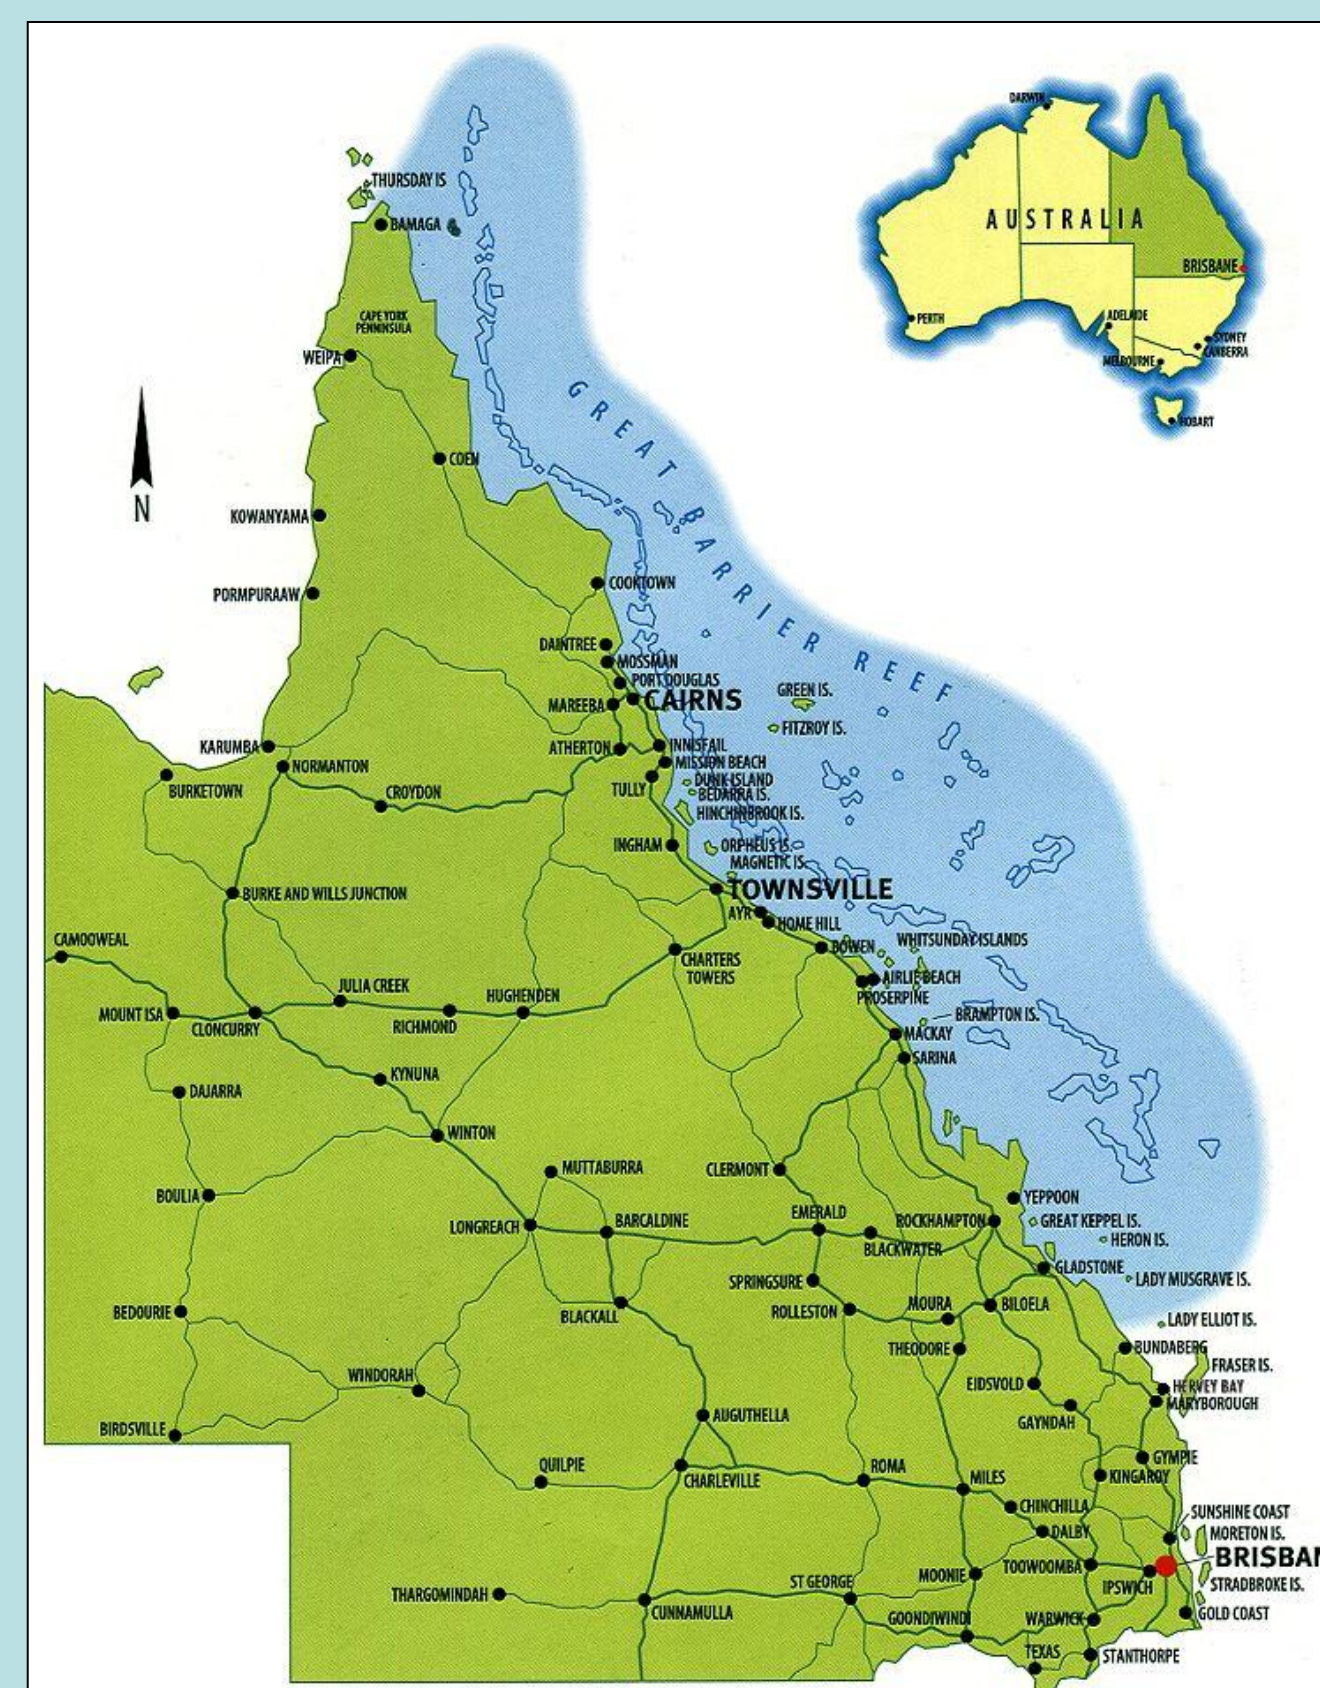 DARWIN
AUSTRALIA
BRISBANE
PERTH
ADELAIDE
SYDNEY
CANBERRA
MELBOURNE
HOBART
THURSDAY IS
BAMAGA
CAPE YORK
PENNINSULA
WEIPA
N
GREAT BARRIER REEF
COEN
KOWANYAMA
PORMPURAAW
COOKTOWN
DAINTREE
MOSSMAN
PORT DOUGLAS
CAIRNS
MAREEBA
GREEN IS.
FITZROY IS.
KARUMBA
NORMANTON
ATHERTON
INNISFAIL
MISSION BEACH
BURKETOWN
CROYDON
TULLY
DUNK ISLAND
BEDARRA IS.
HINCHINBROOK IS.
INGHAM
ORPHEUS IS.
MAGNETIC IS.
TOWNSVILLE
BURKE AND WILLS JUNCTION
AYR
HOME HILL
CAMOOWEAL
BOWEN
WHITSUNDAY ISLANDS
CHARTERS
TOWERS
AIRLIE BEACH
PROSERPINE
JULIA CREEK
HUGHENDEN
MOUNT ISA
CLONCURRY
RICHMOND
BRAMPTON IS.
MACKAY
SARINA
KYNUNA
DAJARRA
WINTON
MUTTABURRA
CLERMONT
BOULIA
YEPPOON
LONGREACH
BARCALDINE
EMERALD
ROCKHAMPTON
GREAT KEPPEL IS.
HERON IS.
BLACKWATER
GLADSTONE
SPRINGSURE
LADY MUSGRAVE IS.
BEDOURIE
BLACKALL
ROLLESTON
MOURA
BILOELA
LADY ELLIOT IS.
THEODORE
BUNDABERG
FRASER IS.
WINDORAH
EIDSVOLD
HERVEY BAY
MARYBOROUGH
BIRDSVILLE
AUGUTHELLA
GAYNDAH
GYMPIE
QUILPIE
CHARLEVILLE
ROMA
MILES
KINGAROY
CHINCHILLA
SUNSHINE COAST
DALBY
MORETON IS.
BRISBAN
MOONIE
TOOWOOMBA
IPSWICH
STRADBROKE IS.
THARGOMINDAH
ST GEORGE
CUNNAMULLA
GOONDIWINDI
WARWICK
GOLD COAST
TEXAS
STANTHORPE